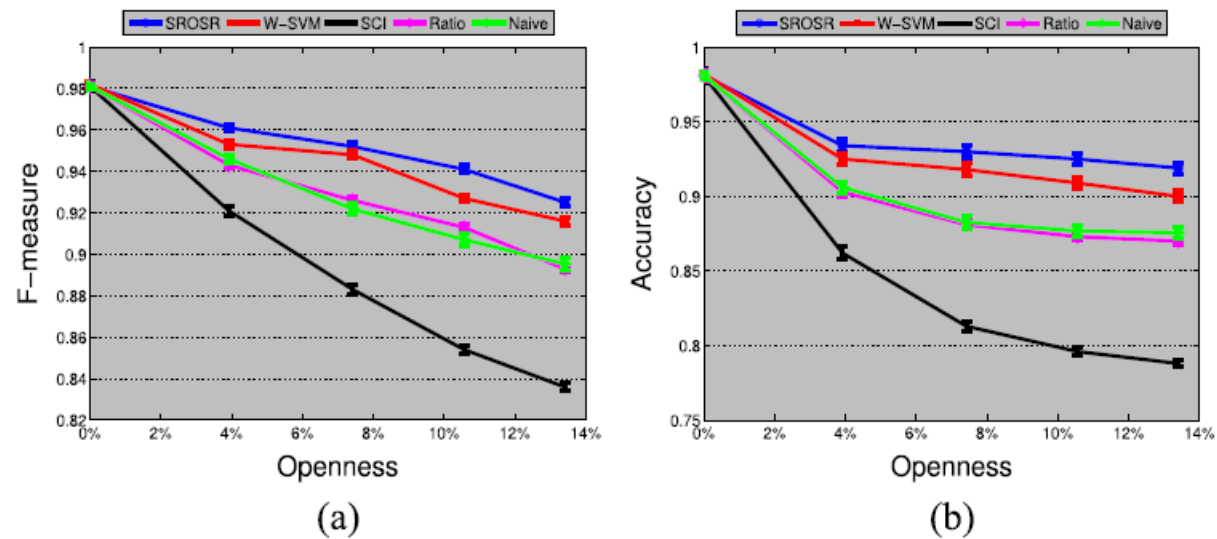 SROSR W-SVM SCI Ratio Naive
1
0.98
0.96
0.94
0.92
0.9
0.88
0.86
0.84
0.82
F-measure
0% 2% 4% 6% 8% 10% 12% 14%
Openness
(a)
SROSR W-SVM SCI Ratio Naive
1
0.95
0.9
0.85
0.8
0.75
Accuracy
0% 2% 4% 6% 8% 10% 12% 14%
Openness
(b)